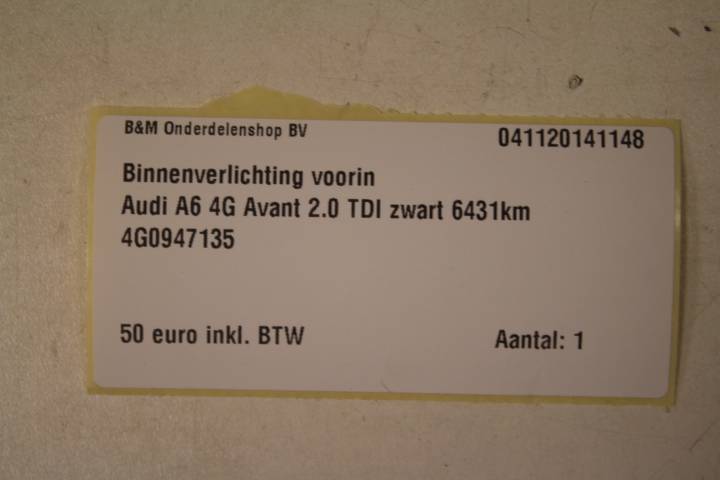 B&M Onderdelenshop BV 041120141148
Binnenverlichting voorin
Audi A6 4G Avant 2.0 TDI zwart 6431km
4G0947135
50 euro inkl. BTW Aantal: 1